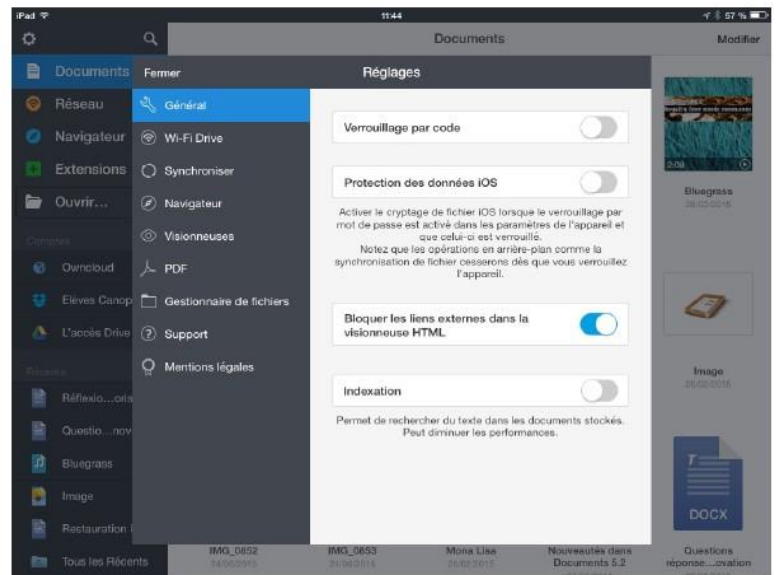 iPad 11:44 57 %
Documents Modifier
Documents
Réseau
Navigateur
Extensions
Ouvrir...
Owncloud
L'accès Drive
Réflexio...oris
Questio...nov
Bluegrass
Image
Restauration
Tous les Récents
Fermer Réglages
Général
Wi-Fi Drive
Synchroniser
Navigateur
Visionneuses
PDF
Gestionnaire de fichiers
Support
Mentions légales
Verrouillage par code
Protection des données iOS
Activer le cryptage de fichier iOS lorsque le verrouillage par
mot de passe est activé dans les paramètres de l'appareil et
que celui-ci est verrouillé.
Notez que les opérations en arrière-plan comme la
synchronisation de fichier cesserons dès que vous verrouillez
l'appareil.
Bloquer les liens externes dans la
visionneuse HTML
Indexation
Permet de rechercher du texte dans les documents stockés.
Peut diminuer les performances.
2:08
Bluegrass
Image
T
DOCX
IMG_0852
IMG_0853
Mona Lisa
Nouveautés dans
Documents 5.2
Questions
réponse...ovation